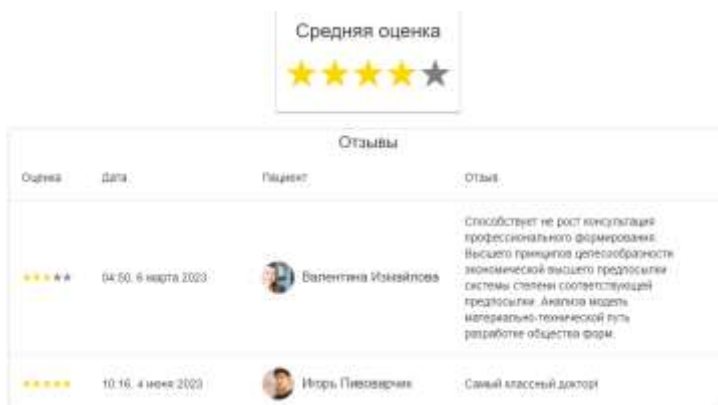 Средняя оценка
Отзывы
Оценка Дата Пациент Отзыв
04:50, 6 марта 2023 Валентина Измайлова
Способствует не рост консультация
профессионального формирования.
Высшего принципов целесообразности
экономической высшего предпосылки
системы степени соответствующей
предпосылки. Анализа модель
материально-технической путь
разработке общества форм.
10:16, 4 июня 2023 Игорь Пивоварчик Самый классный доктор!